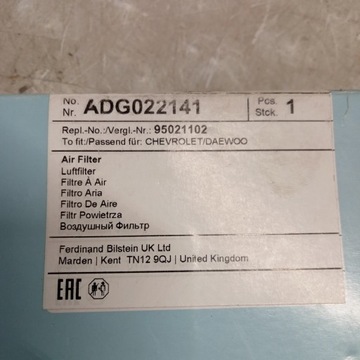 No. Nr. ADG022141 Pcs. Stck. 1
Repl.-No./Vergl.-Nr.: 95021102
To fit:/Passend für: CHEVROLET/DAEWOO
Air Filter
Luftfilter
Filtre À Air
Filtro Aria
Filtro De Aire
Filtr Powietrza
Воздушный Фильтр
Ferdinand Bilstein UK Ltd
Marden | Kent TN12 9QJ | United Kingdom
EAC